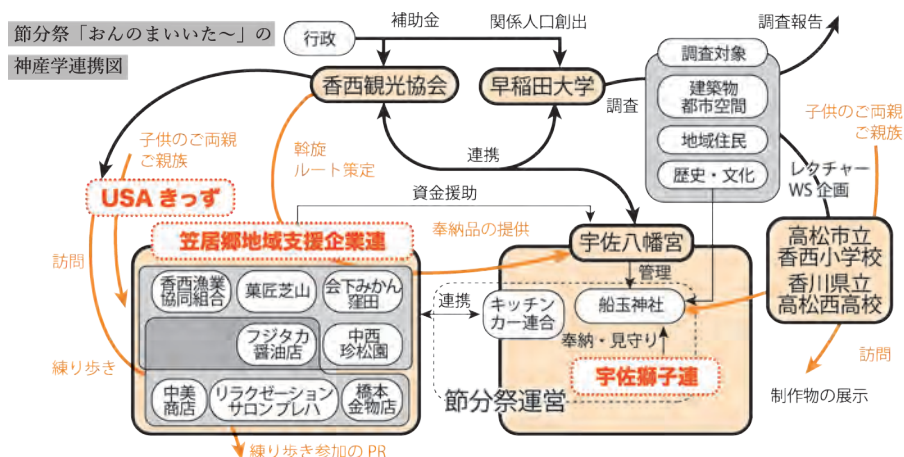 節分祭「おんのまいいた～」の
神産学連携図
行政
補助金
関係人口創出
調査報告
香西観光協会
早稲田大学
調査
調査対象
建築物
都市空間
地域住民
歴史・文化
子供のご両親
ご親族
子供のご両親
ご親族
斡旋
ルート策定
連携
レクチャー
WS 企画
USA きっず
資金援助
訪問
笠居郷地域支援企業連
奉納品の提供
宇佐八幡宮
高松市立
香西小学校
香川県立
高松西高校
香西漁業
協同組合
菓匠芝山
会下みかん
窪田
連携
キッチン
カー連合
管理
船玉神社
フジタカ
醤油店
中西
珍松園
奉納・見守り
訪問
練り歩き
宇佐獅子連
中美
商店
リラクゼーション
サロンプレハ
橋本
金物店
節分祭運営
制作物の展示
練り歩き参加の PR